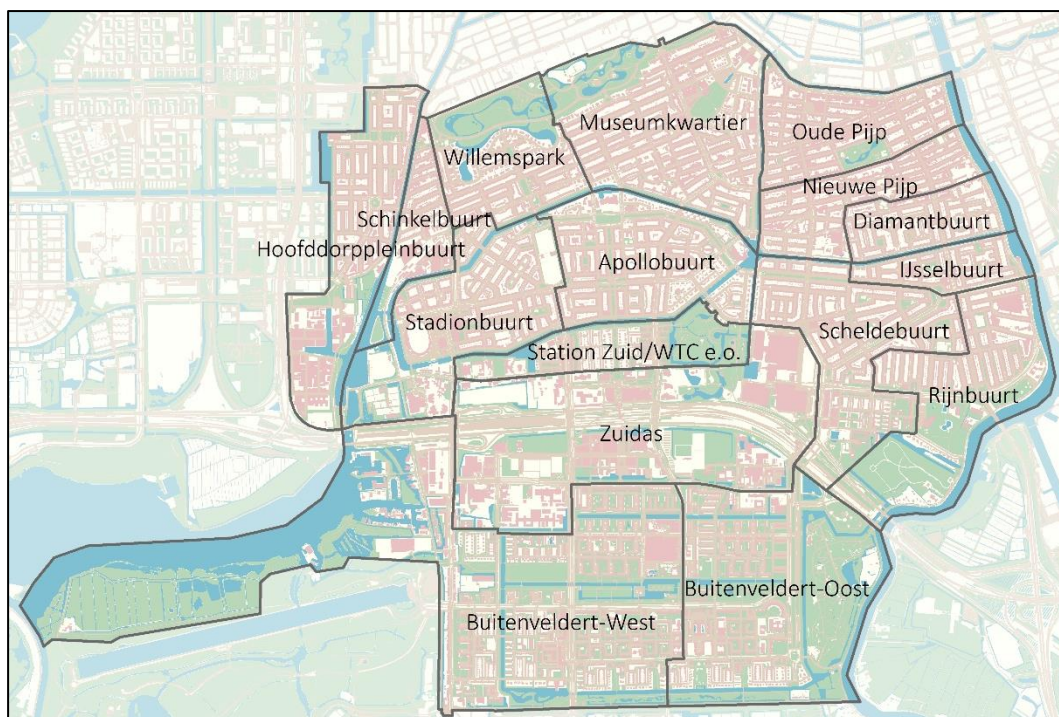 Museumkwartier
Oude Pijp
Willemspark
Nieuwe Pijp
Schinkelbuurt
Diamantbuurt
Hoofddorppleinbuurt
Apollobuurt
IJsselbuurt
Stadionbuurt
Scheldebuurt
Station Zuid/WTC e.o.
Rijnbuurt
Zuidas
Buitenveldert-Oost
Buitenveldert-West